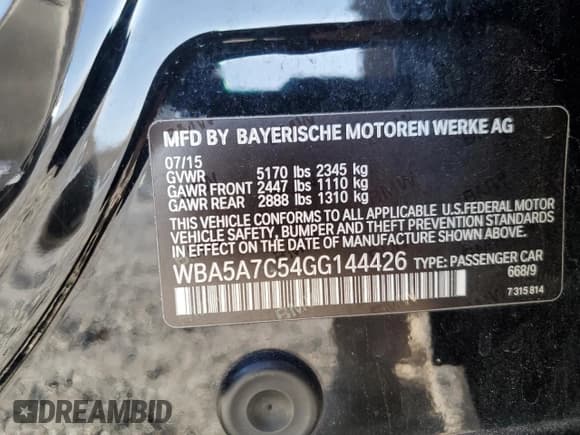 MFD BY BAYERISCHE MOTOREN WERKE AG
07/15
GVWR 5170 lbs 2345 kg
GAWR FRONT 2447 lbs 1110 kg
GAWR REAR 2888 lbs 1310 kg
THIS VEHICLE CONFORMS TO ALL APPLICABLE U.S.FEDERAL MOTOR
VEHICLE SAFETY, BUMPER AND THEFT PREVENTION STANDARDS
IN EFFECT ON THE DATE OF MANUFACTURE SHOWN ABOVE.
WBA5A7C54GG144426 TYPE: PASSENGER CAR
668/9
7 315 814
DREAMBID